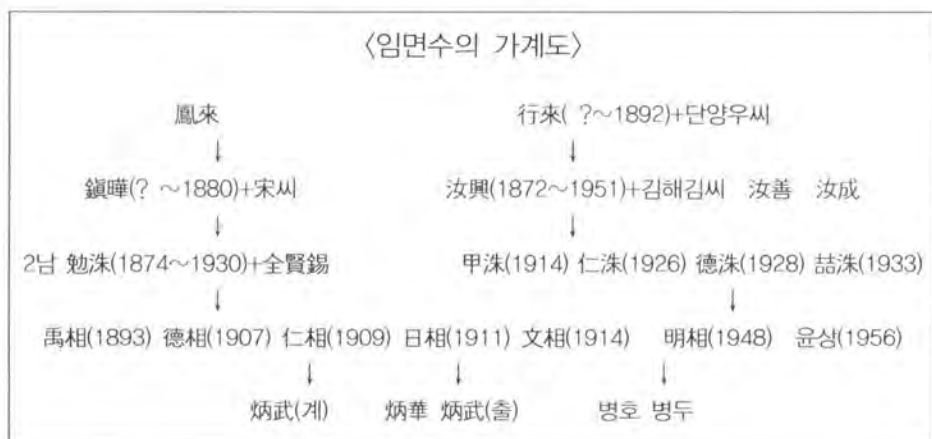 〈임면수의 가계도〉
鳳來 行來( ?～1892)+단양우씨
↓ ↓
鎭曄(? ～1880)+宋씨 汝興(1872～1951)+김해김씨 汝善 汝成
↓ ↓
2남 勉洙(1874～1930)+全賢錫 甲洙(1914) 仁洙(1926) 德洙(1928) 喆洙(1933)
↓ ↓
禹相(1893) 德相(1907) 仁相(1909) 日相(1911) 文相(1914) 明相(1948) 윤상(1956)
↓ ↓ ↓
炳武(계) 炳華 炳武(출) 병호 병두